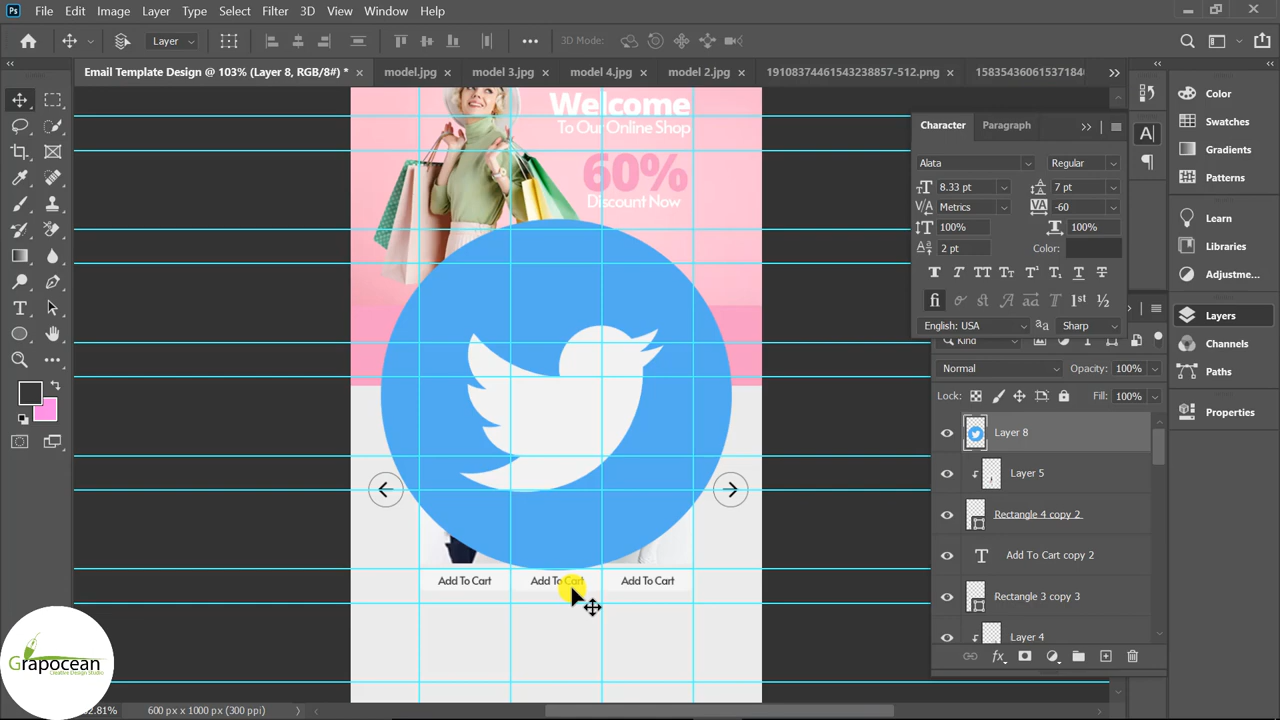 Ps File Edit Image Layer Type Select Filter 3D View Window Help
Layer 3D Mode:
Email Template Design @ 103% (Layer 8, RGB/8#) * × model.jpg × model 3.jpg × model 4.jpg × model 2.jpg × 19108374461543238857-512.png × 15835436061537184
Welcome
To Our Online Shop
60%
Discount Now
Add To Cart Add To Cart Add To Cart
Character Paragraph
Alata Regular
8.33 pt 7 pt
Metrics -60
100% 100%
2 pt Color:
English: USA aa Sharp
Kind
Normal Opacity: 100%
Lock: Fill: 100%
Layer 8
Layer 5
Rectangle 4 copy 2
T Add To Cart copy 2
Rectangle 3 copy 3
Layer 4
Color
Swatches
Gradients
Patterns
Learn
Libraries
Adjustme...
Layers
Channels
Paths
Properties
Grapocean
Creative Design Studio
2.81% 600 px x 1000 px (300 ppi)